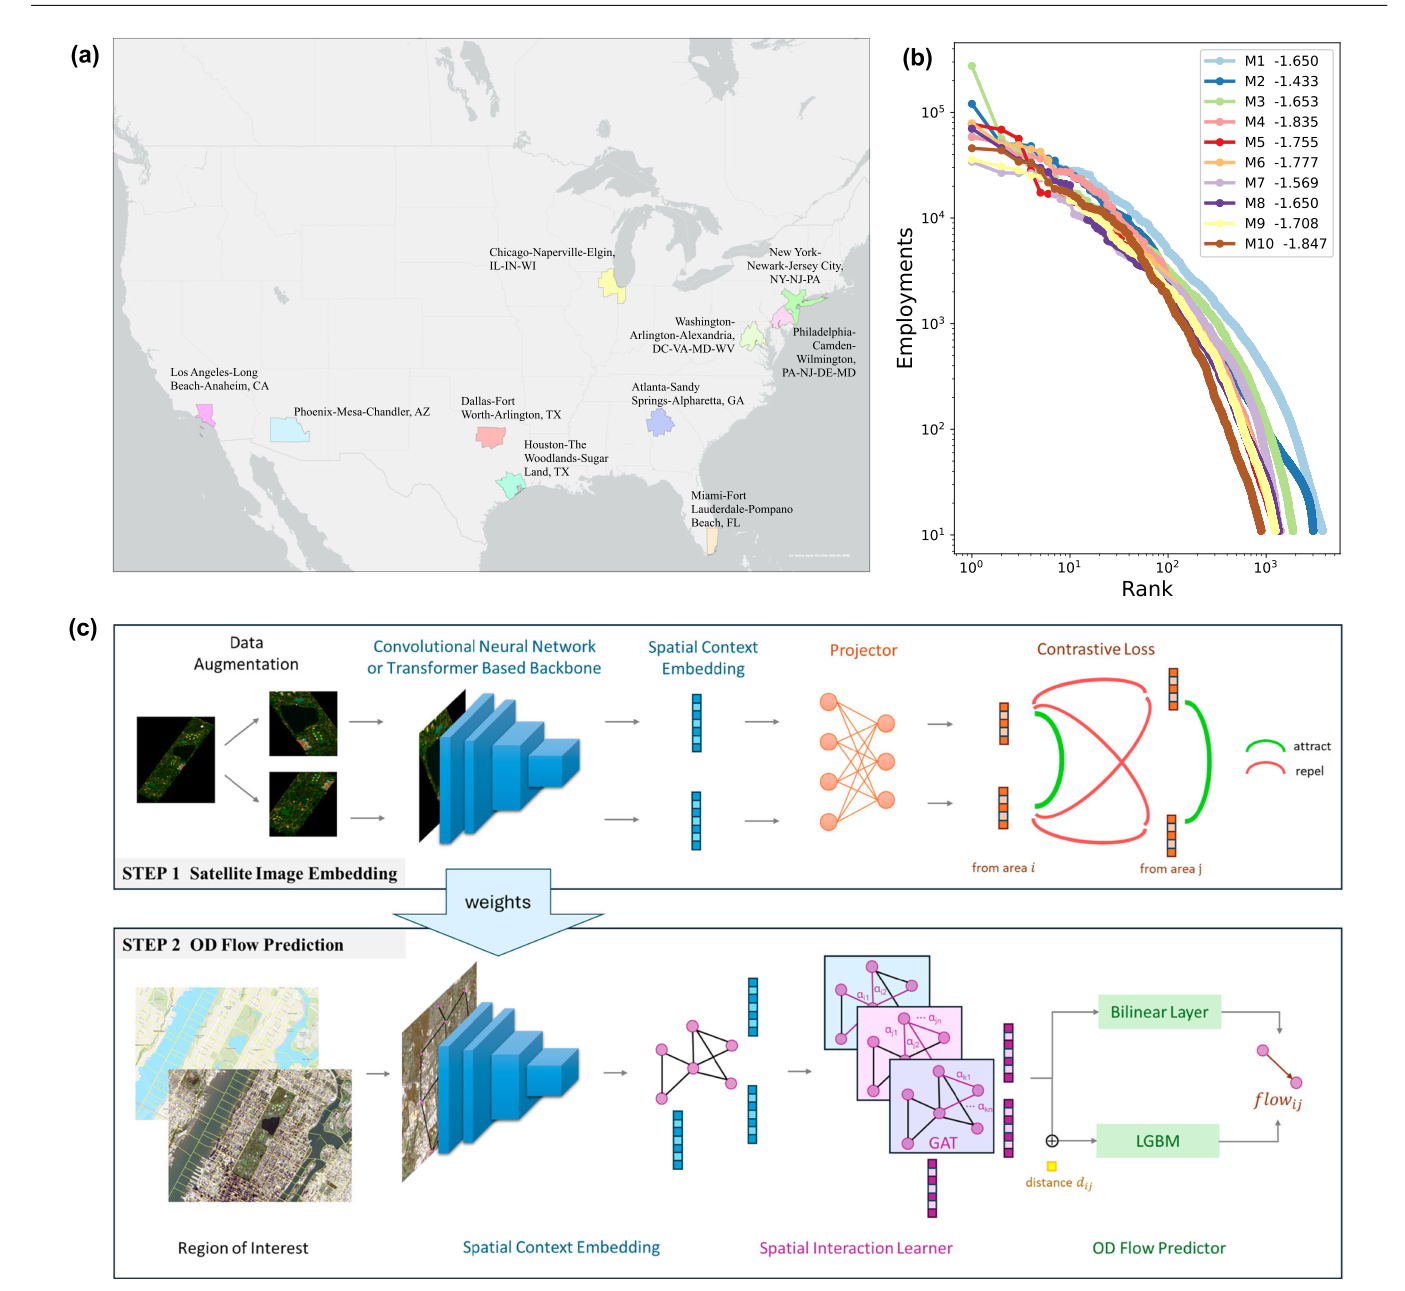 (a)
Chicago-Naperville-Elgin,
IL-IN-WI
New York-
Newark-Jersey City,
NY-NJ-PA
Washington-
Arlington-Alexandria,
DC-VA-MD-WV
Philadelphia-
Camden-
Wilmington,
PA-NJ-DE-MD
Los Angeles-Long
Beach-Anaheim, CA
Phoenix-Mesa-Chandler, AZ
Dallas-Fort
Worth-Arlington, TX
Atlanta-Sandy
Springs-Alpharetta, GA
Houston-The
Woodlands-Sugar
Land, TX
Miami-Fort
Lauderdale-Pompano
Beach, FL
(b)
M1 -1.650
M2 -1.433
M3 -1.653
M4 -1.835
M5 -1.755
M6 -1.777
M7 -1.569
M8 -1.650
M9 -1.708
M10 -1.847
Employments
10⁵
10⁴
10³
10²
10¹
10⁰ 10¹ 10² 10³
Rank
(c)
Data
Augmentation
Convolutional Neural Network
or Transformer Based Backbone
Spatial Context
Embedding
Projector
Contrastive Loss
attract
repel
from area i
from area j
STEP 1 Satellite Image Embedding
weights
STEP 2 OD Flow Prediction
αi1 αi2
αj1 αj2 ... αjn
αk1 ... αkn
GAT
Bilinear Layer
LGBM
flowij
distance dij
Region of Interest
Spatial Context Embedding
Spatial Interaction Learner
OD Flow Predictor